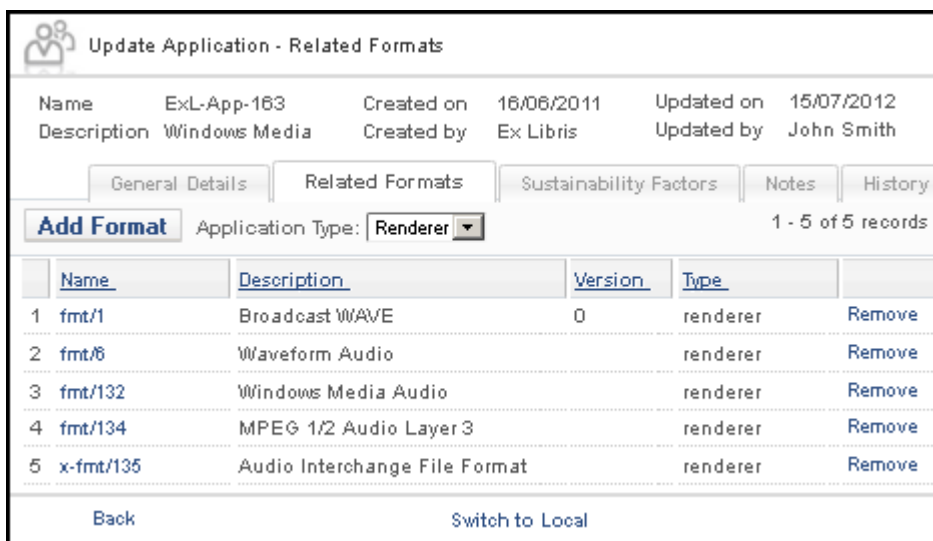 Update Application - Related Formats
Name ExL-App-163 Created on 16/06/2011 Updated on 15/07/2012
Description Windows Media Created by Ex Libris Updated by John Smith
General Details Related Formats Sustainability Factors Notes History
Add Format Application Type: Renderer 1 - 5 of 5 records
Name Description Version Type
1 fmt/1 Broadcast WAVE 0 renderer Remove
2 fmt/6 Waveform Audio renderer Remove
3 fmt/132 Windows Media Audio renderer Remove
4 fmt/134 MPEG 1/2 Audio Layer 3 renderer Remove
5 x-fmt/135 Audio Interchange File Format renderer Remove
Back Switch to Local